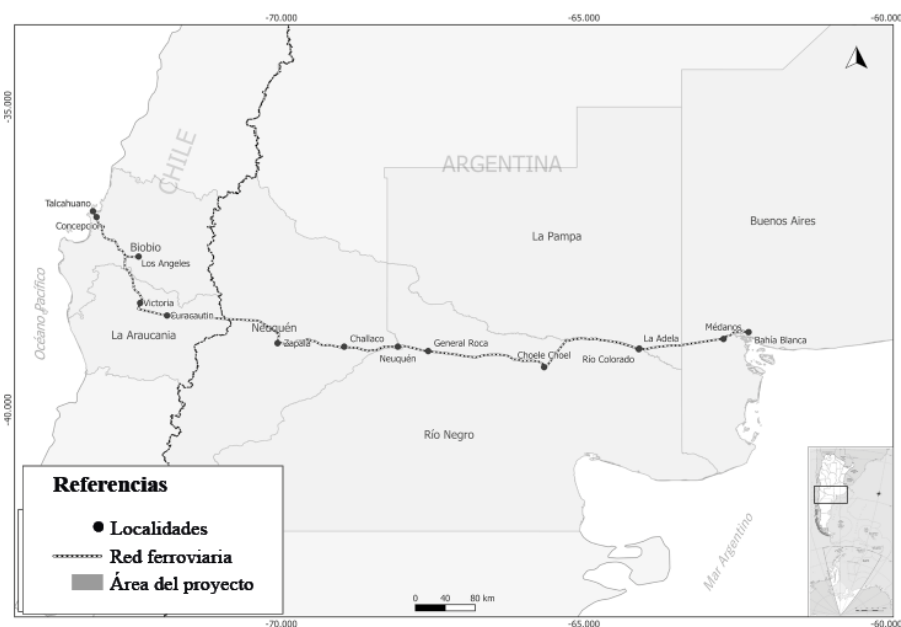 -70.000
-65.000
-60.000
-35.000
CHILE
ARGENTINA
Talcahuano
Concepcion
Buenos Aires
La Pampa
Biobio
Los Angeles
Océano Pacífico
Victoria
Curacautin
La Araucania
Neuquén
Zapala
Challaco
Neuquén
General Roca
Choele Choel
La Adela
Río Colorado
Médanos
Bahía Blanca
-40.000
Río Negro
Mar Argentino
Referencias
Localidades
Red ferroviaria
Área del proyecto
0 40 80 km
-70.000
-65.000
-60.000